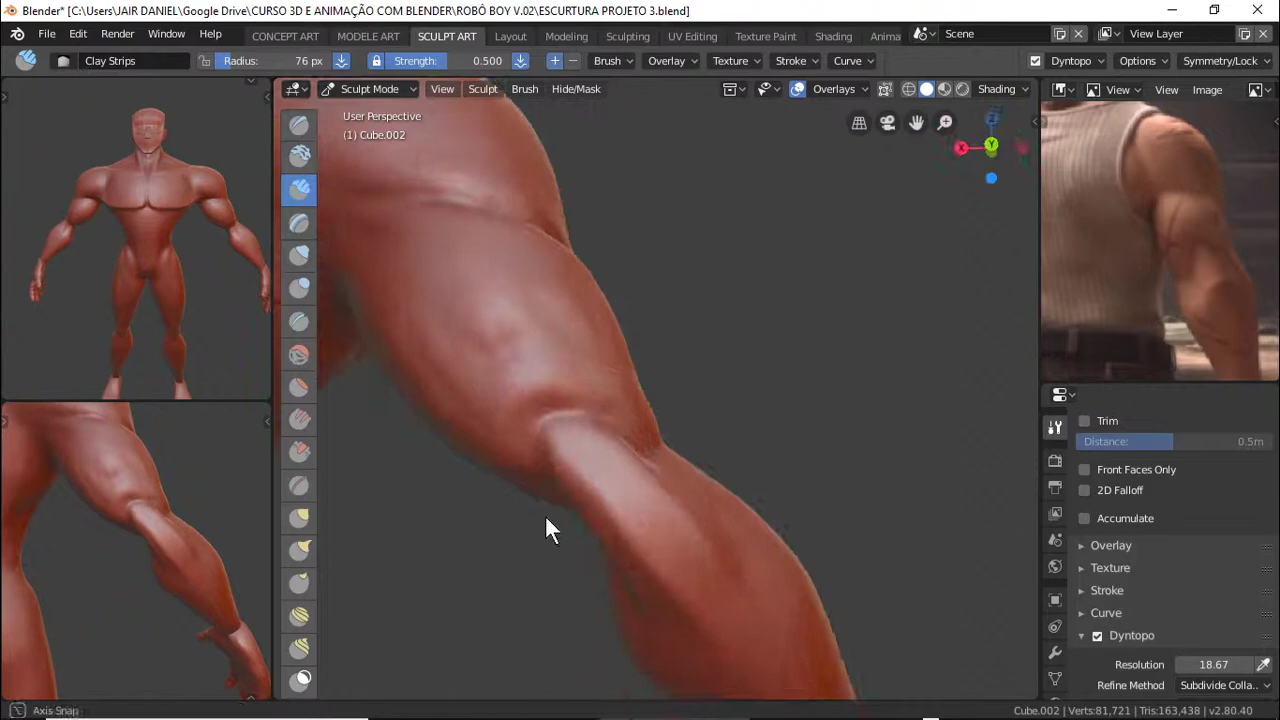 Blender* [C:\Users\JAIR DANIEL\Google Drive\CURSO 3D E ANIMAÇÃO COM BLENDER\ROBÔ BOY V.02\ESCURTURA PROJETO 3.blend]
File Edit Render Window Help CONCEPT ART MODELE ART SCULPT ART Layout Modeling Sculpting UV Editing Texture Paint Shading Anima Scene View Layer
Clay Strips Radius: 76 px Strength: 0.500 Brush Overlay Texture Stroke Curve Dyntopo Options Symmetry/Lock
Sculpt Mode View Sculpt Brush Hide/Mask Overlays Shading View View Image
User Perspective
(1) Cube.002
X Y Z
Trim
Distance: 0.5m
Front Faces Only
2D Falloff
Accumulate
Overlay
Texture
Stroke
Curve
Dyntopo
Resolution 18.67
Refine Method Subdivide Colla..
Axis Snap Cube.002 | Verts:81,721 | Tris:163,438 | v2.80.40